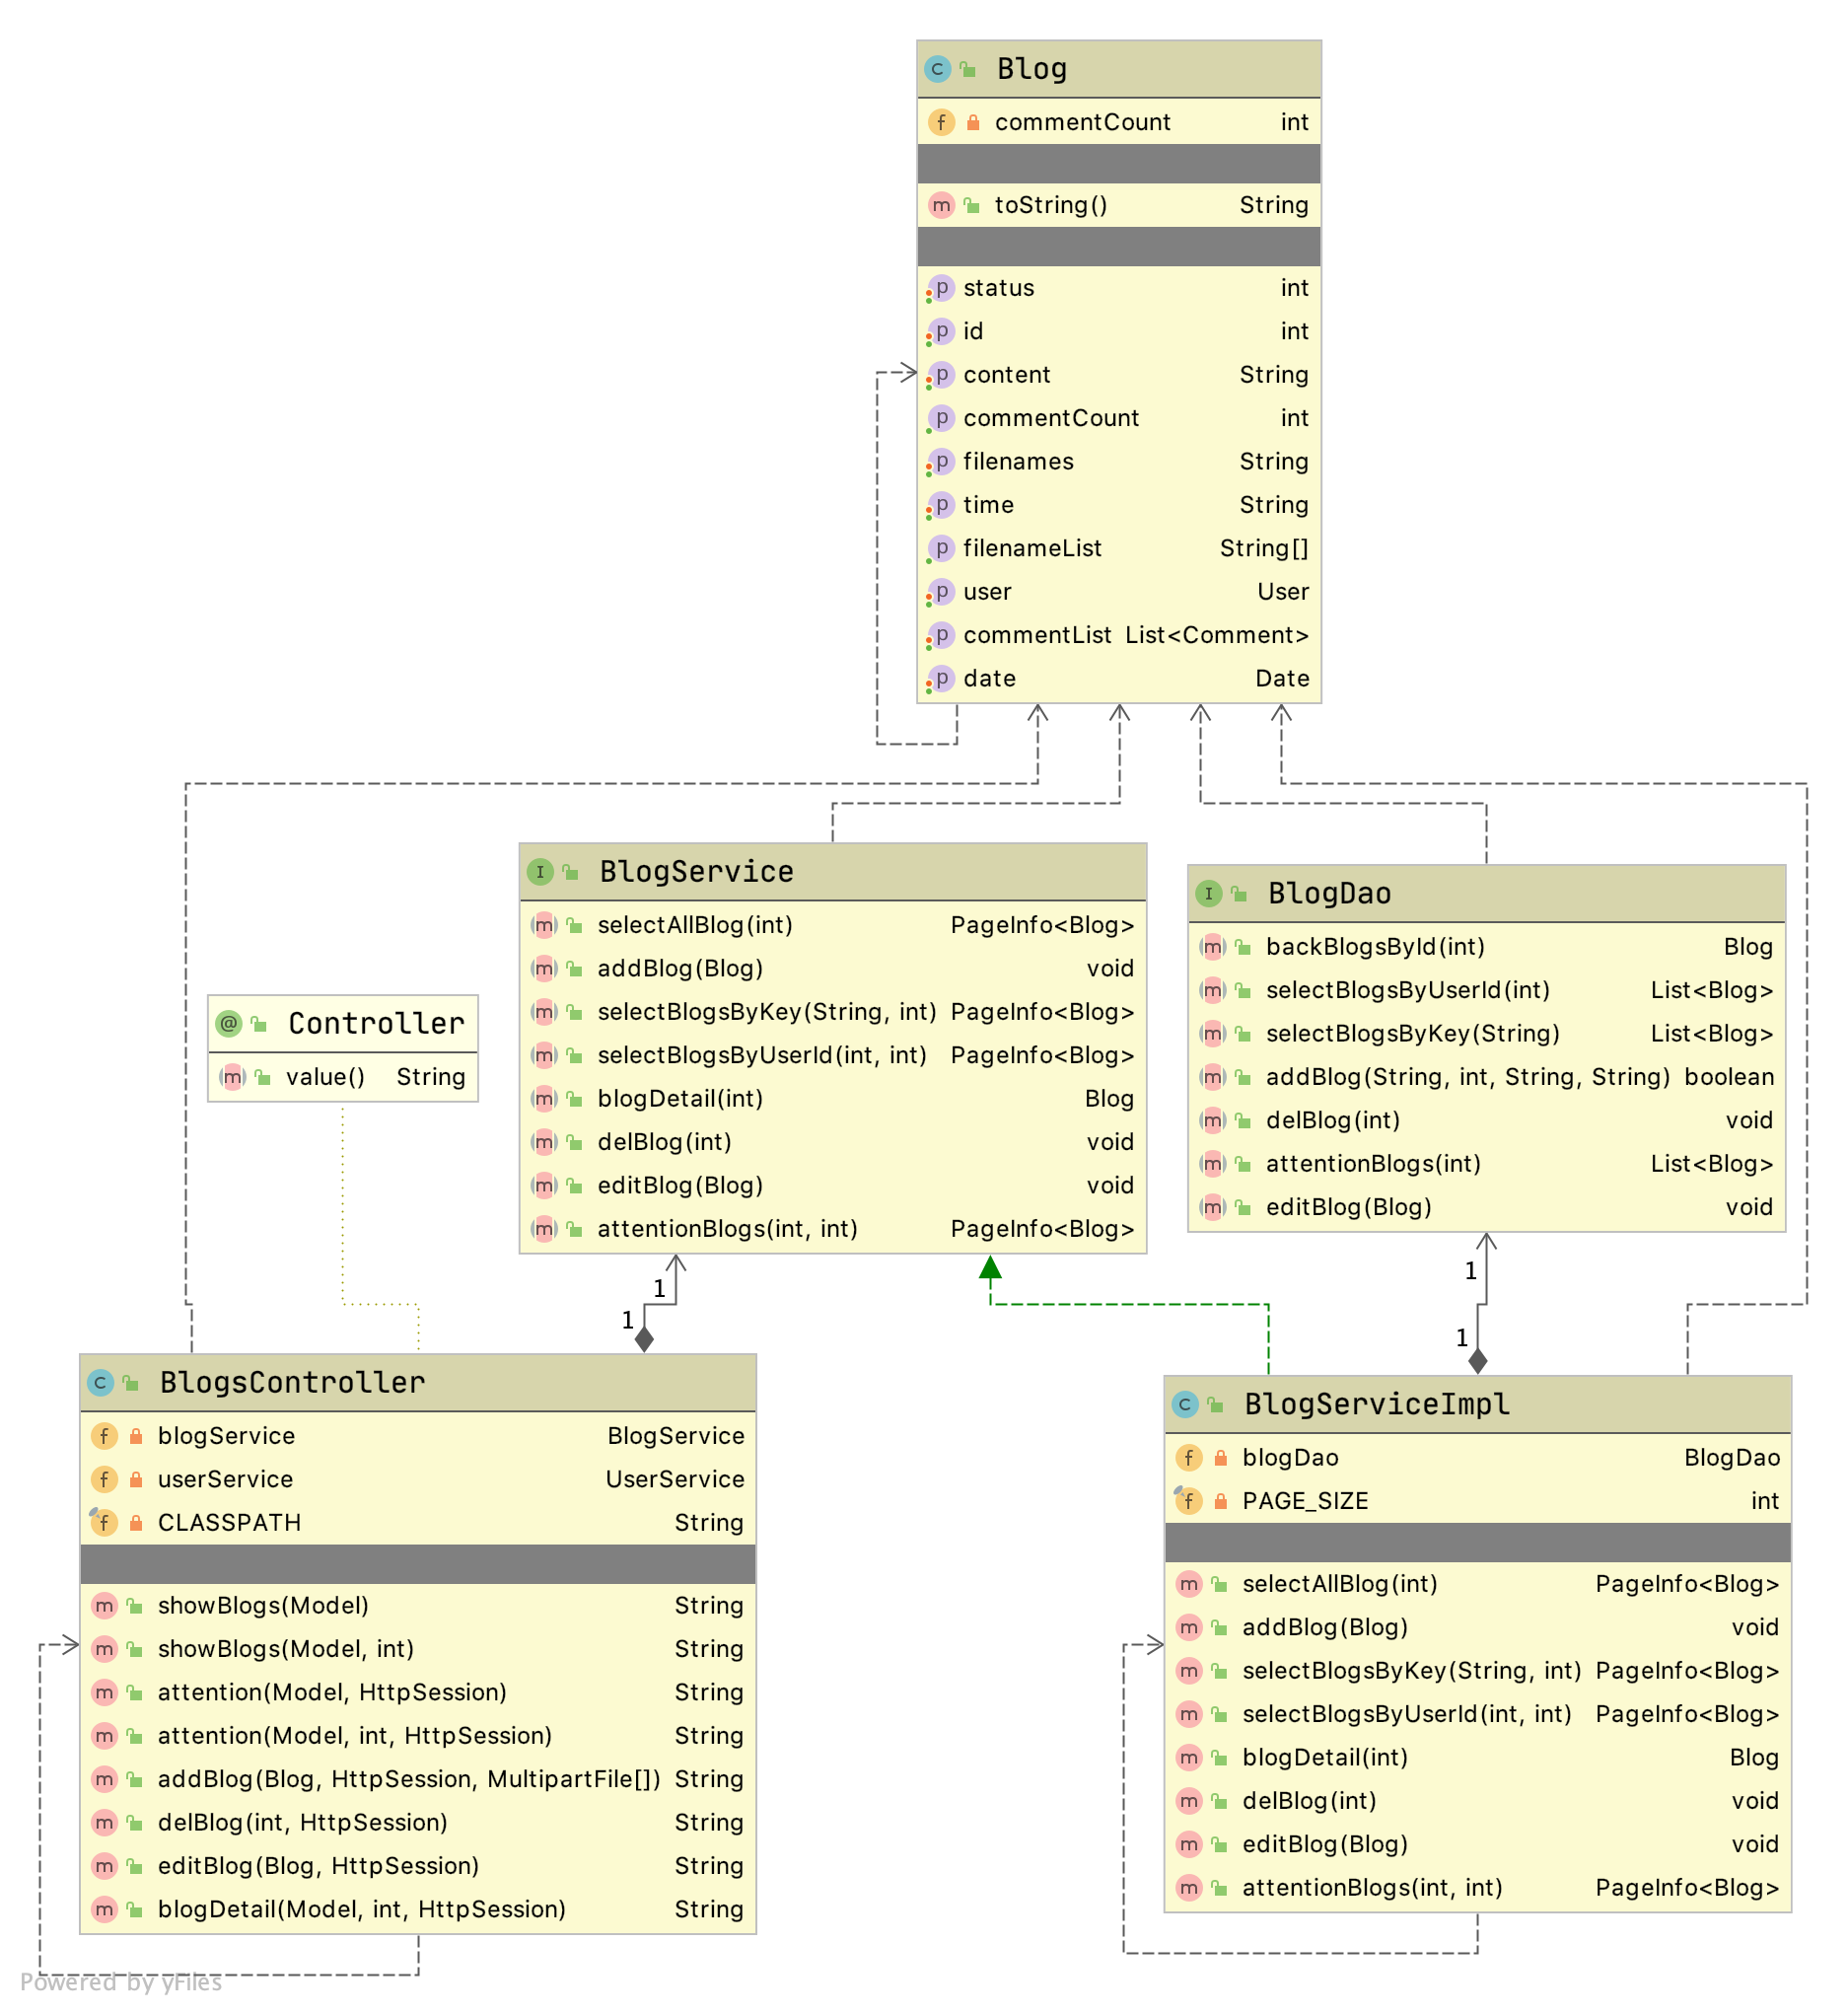 Blog
commentCount int
toString() String
status int
id int
content String
commentCount int
filenames String
time String
filenameList String[]
user User
commentList List<Comment>
date Date
BlogService
selectAllBlog(int) PageInfo<Blog>
addBlog(Blog) void
selectBlogsByKey(String, int) PageInfo<Blog>
selectBlogsByUserId(int, int) PageInfo<Blog>
blogDetail(int) Blog
delBlog(int) void
editBlog(Blog) void
attentionBlogs(int, int) PageInfo<Blog>
BlogDao
backBlogsById(int) Blog
selectBlogsByUserId(int) List<Blog>
selectBlogsByKey(String) List<Blog>
addBlog(String, int, String, String) boolean
delBlog(int) void
attentionBlogs(int) List<Blog>
editBlog(Blog) void
Controller
value() String
1
1
1
1
BlogsController
blogService BlogService
userService UserService
CLASSPATH String
showBlogs(Model) String
showBlogs(Model, int) String
attention(Model, HttpSession) String
attention(Model, int, HttpSession) String
addBlog(Blog, HttpSession, MultipartFile[]) String
delBlog(int, HttpSession) String
editBlog(Blog, HttpSession) String
blogDetail(Model, int, HttpSession) String
BlogServiceImpl
blogDao BlogDao
PAGE_SIZE int
selectAllBlog(int) PageInfo<Blog>
addBlog(Blog) void
selectBlogsByKey(String, int) PageInfo<Blog>
selectBlogsByUserId(int, int) PageInfo<Blog>
blogDetail(int) Blog
delBlog(int) void
editBlog(Blog) void
attentionBlogs(int, int) PageInfo<Blog>
Powered by yFiles